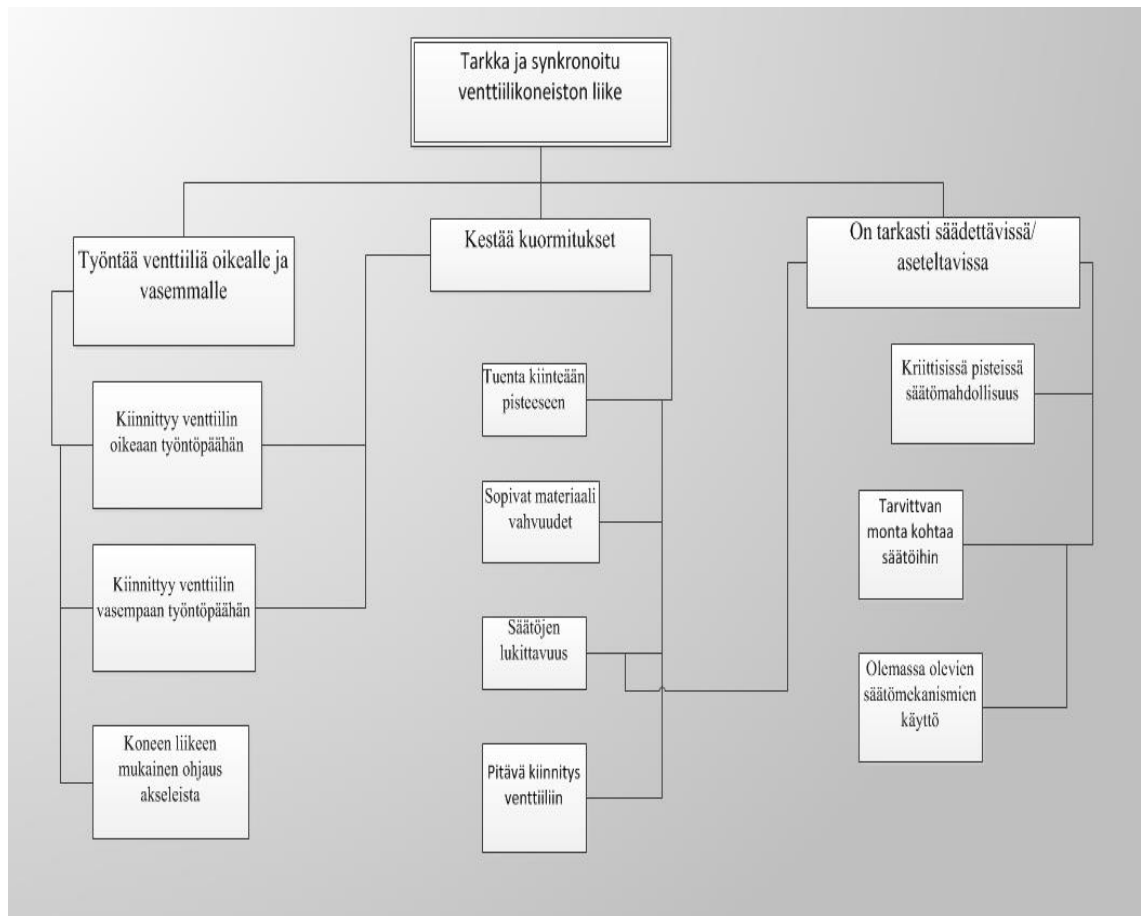 Tarkka ja synkronoitu
venttiilikoneiston liike
Työntää venttiiliä oikealle ja
vasemmalle
Kiinnittyy venttiilin
oikeaan työntöpäähän
Kiinnittyy venttiilin
vasempaan työntöpäähän
Koneen liikeen
mukainen ohjaus
akseleista
Kestää kuormitukset
Tuenta kiinteään
pisteeseen
Sopivat materiaali
vahvuudet
Säätöjen
lukittavuus
Pitävä kiinnitys
venttiiliin
On tarkasti säädettävissä/
aseteltavissa
Kriittisissä pisteissä
säätömahdollisuus
Tarvittvan
monta kohtaa
säätöihin
Olemassa olevien
säätömekanismien
käyttö